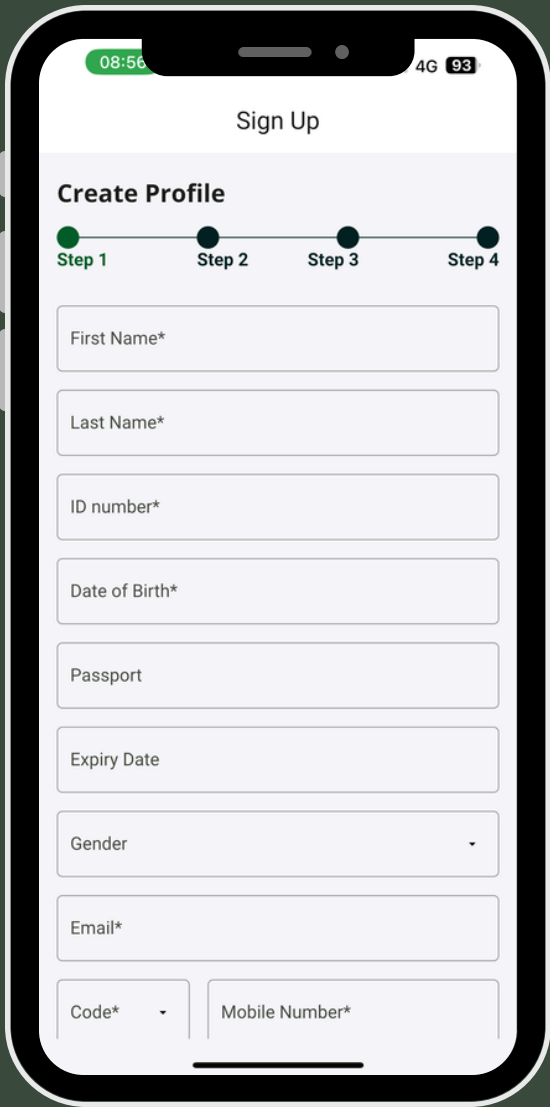 08:56
4G 93
Sign Up
Create Profile
Step 1 Step 2 Step 3 Step 4
First Name*
Last Name*
ID number*
Date of Birth*
Passport
Expiry Date
Gender
Email*
Code* Mobile Number*